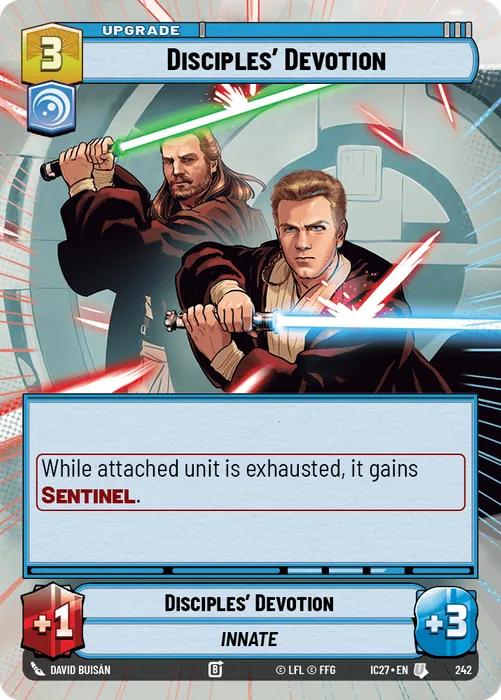 UPGRADE
3
DISCIPLES' DEVOTION
While attached unit is exhausted, it gains
SENTINEL.
+1
DISCIPLES' DEVOTION
+3
INNATE
DAVID BUISÁN
B
© LFL © FFG
IC27•EN
242